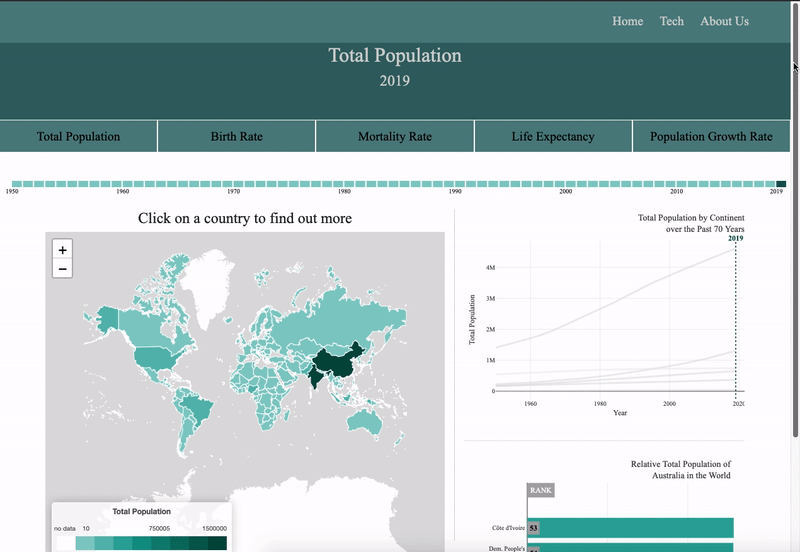 Home Tech About Us
Total Population
2019
Total Population Birth Rate Mortality Rate Life Expectancy Population Growth Rate
1950 1960 1970 1980 1990 2000 2010 2019
Click on a country to find out more
+
−
Total Population
no data 10 750005 1500000
Total Population by Continent
over the Past 70 Years
2019
4M
3M
2M
1M
0
Total Population
1960 1980 2000 202
Year
Relative Total Population of
Australia in the World
RANK
Côte d'Ivoire 53
Dem. People's